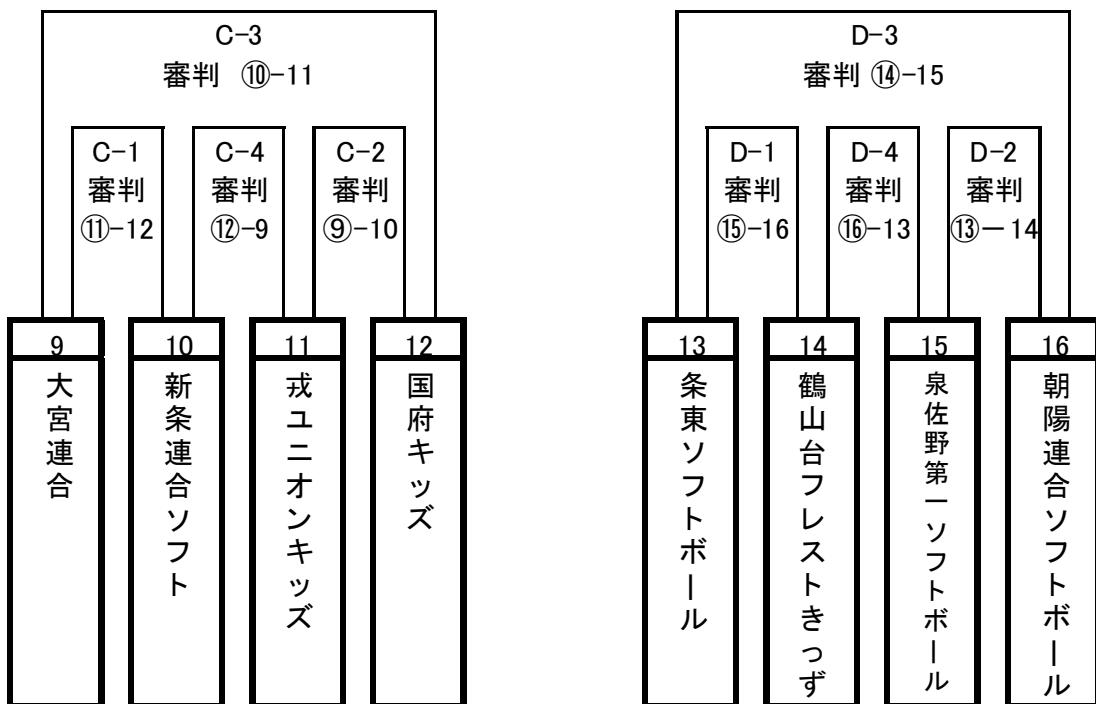 C-3
審判 ⑩-11
C-1
審判
⑪-12
C-4
審判
⑫-9
C-2
審判
⑨-10
9
大宮連合
10
新条連合ソフト
11
戎ユニオンキッズ
12
国府キッズ
D-3
審判 ⑭-15
D-1
審判
⑮-16
D-4
審判
⑯-13
D-2
審判
⑬ー14
13
条東ソフトボール
14
鶴山台フレストきっず
15
泉佐野第一ソフトボール
16
朝陽連合ソフトボール